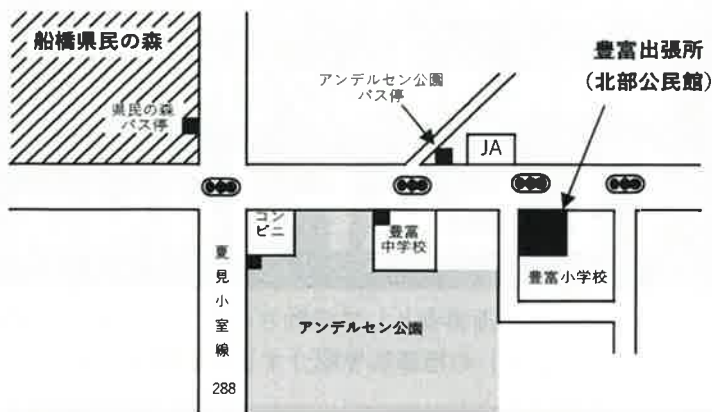 船橋県民の森
豊富出張所
(北部公民館)
アンデルセン公園
バス停
県民の森
バス停
JA
コン
ビニ
豊富
中学校
豊富小学校
夏見小室線
288
アンデルセン公園